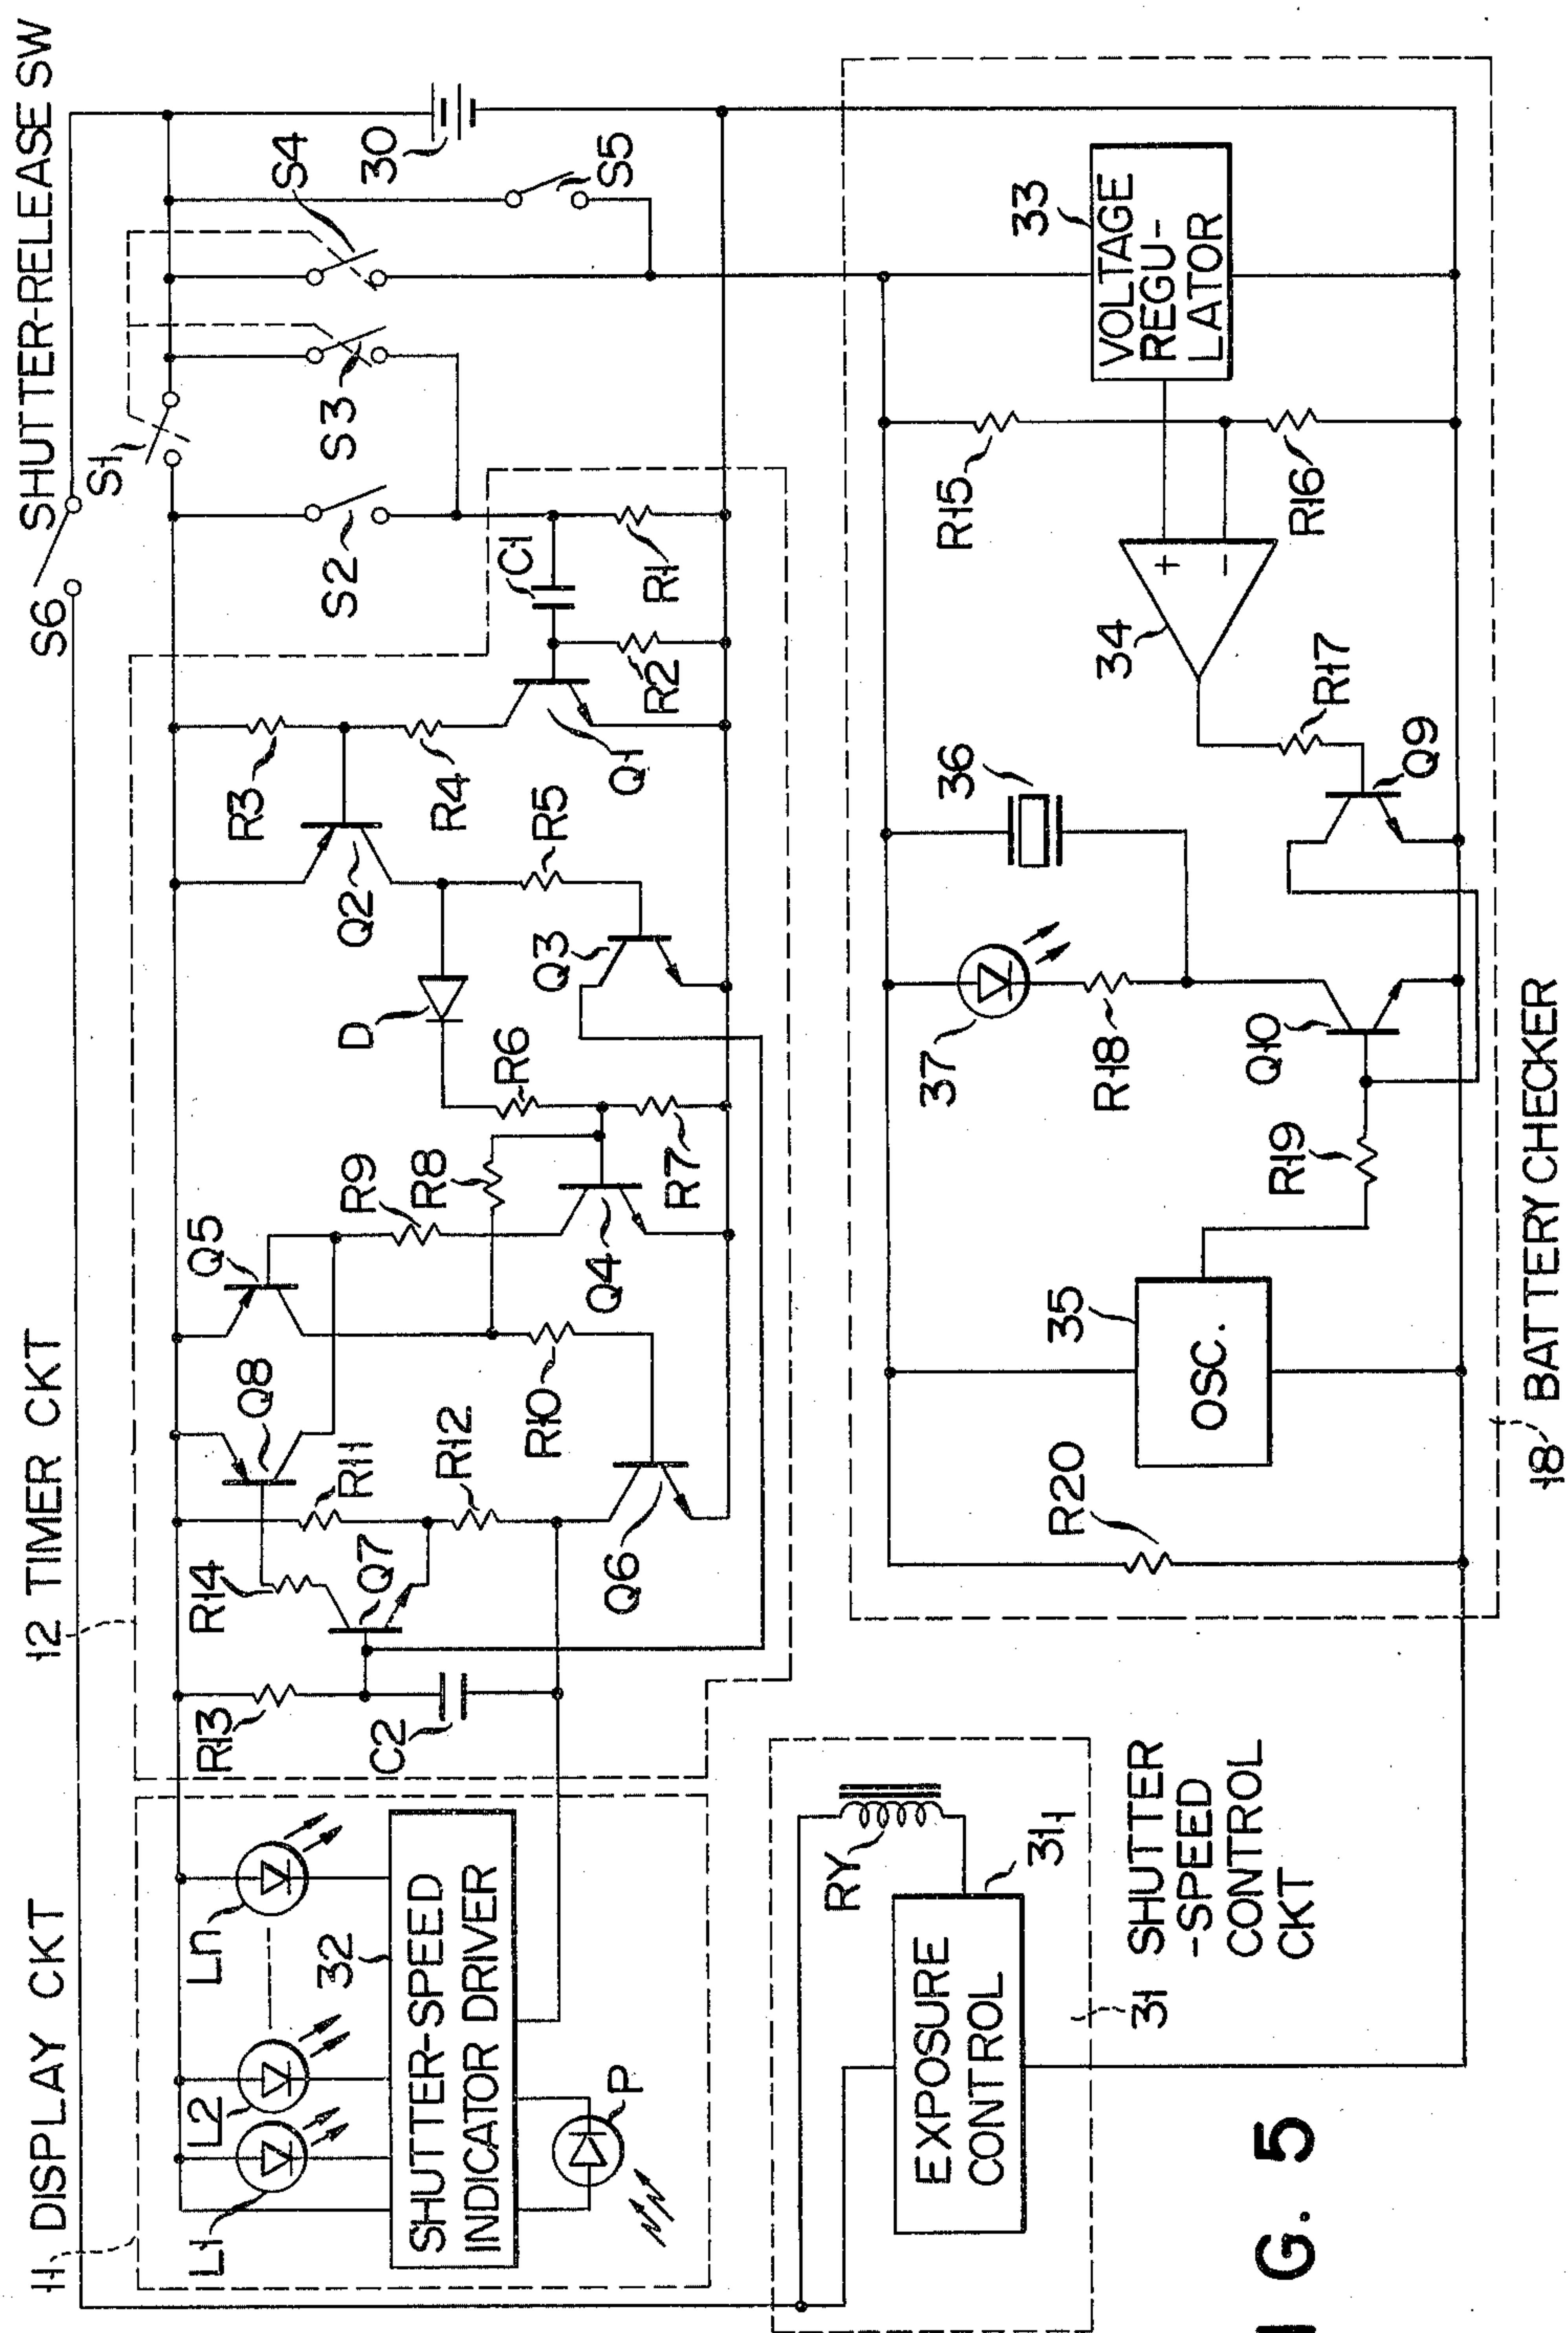 11 DISPLAY CKT
12 TIMER CKT
S6 SHUTTER-RELEASE SW
S1
S2
S3
S4
30
S5
L1
L2
Ln
32
SHUTTER-SPEED
INDICATOR DRIVER
P
R13
C2
R14
Q7
R11
R12
Q8
Q6
R10
Q5
R9
R8
Q4
R7
R6
D
Q3
R5
Q2
R3
R4
Q1
R2
C1
R1
RY
31₁
EXPOSURE
CONTROL
31 SHUTTER
-SPEED
CONTROL
CKT
R20
35
OSC.
R19
Q10
37
R18
36
Q9
R17
34
+
−
R15
R16
33
VOLTAGE
REGU-
LATOR
18 BATTERY CHECKER
I G. 5